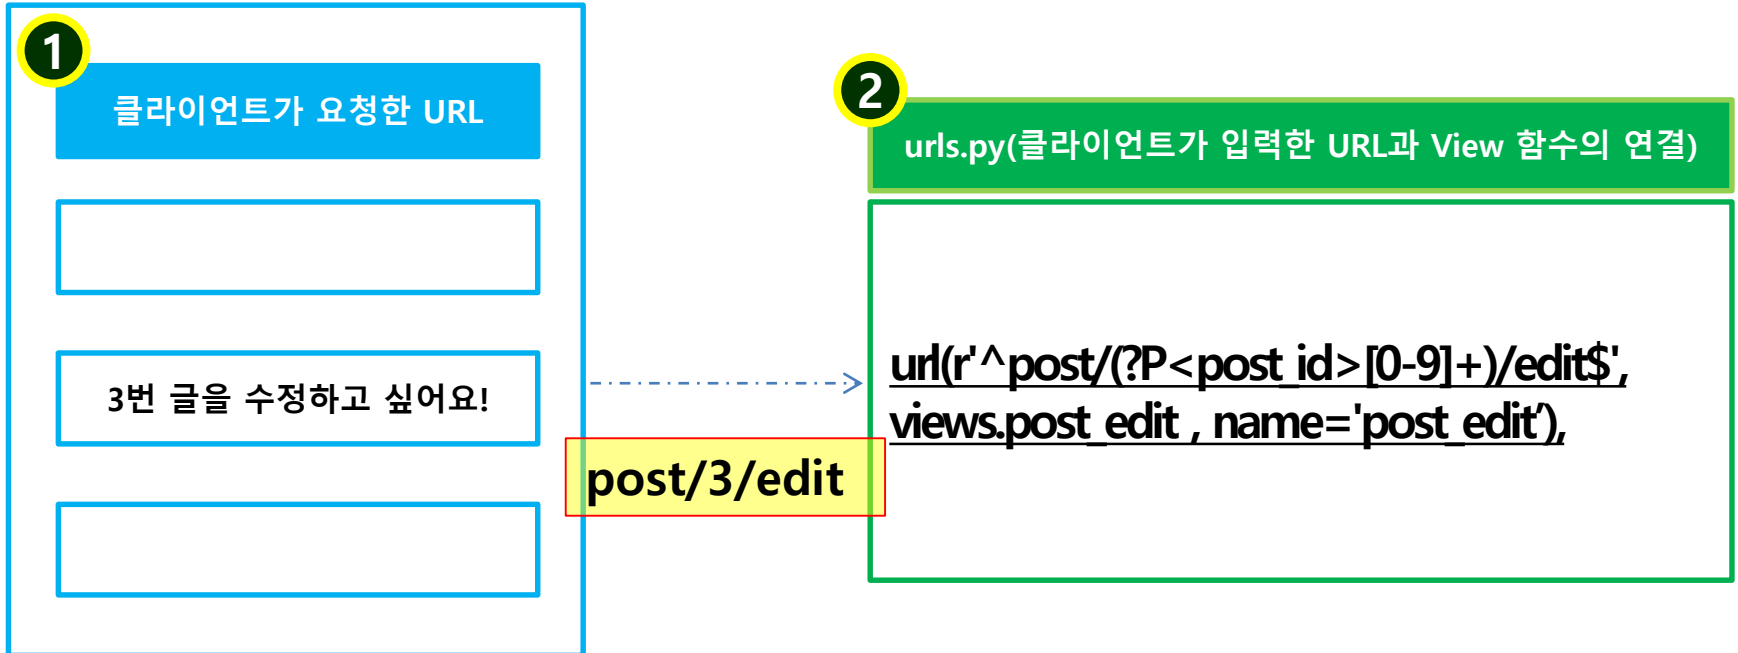 1
클라이언트가 요청한 URL
3번 글을 수정하고 싶어요!
post/3/edit
2
urls.py(클라이언트가 입력한 URL과 View 함수의 연결)
url(r'^post/(?P<post_id>[0-9]+)/edit$',
views.post_edit , name='post_edit’),